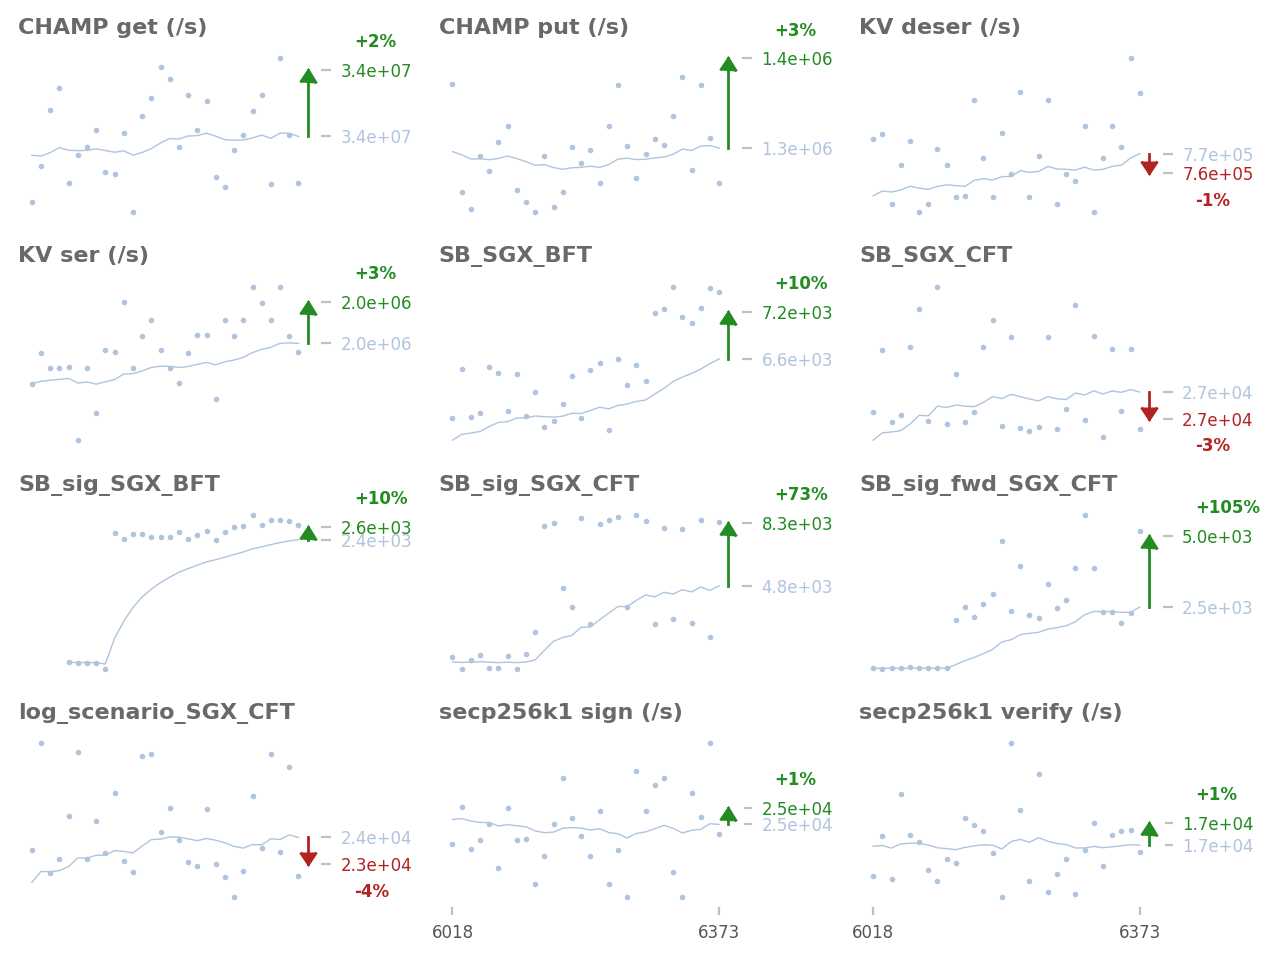 CHAMP get (/s)
+2%
3.4e+07
3.4e+07
CHAMP put (/s)
+3%
1.4e+06
1.3e+06
KV deser (/s)
7.7e+05
7.6e+05
-1%
KV ser (/s)
+3%
2.0e+06
2.0e+06
SB_SGX_BFT
+10%
7.2e+03
6.6e+03
SB_SGX_CFT
2.7e+04
2.7e+04
-3%
SB_sig_SGX_BFT
+10%
2.6e+03
2.4e+03
SB_sig_SGX_CFT
+73%
8.3e+03
4.8e+03
SB_sig_fwd_SGX_CFT
+105%
5.0e+03
2.5e+03
log_scenario_SGX_CFT
2.4e+04
2.3e+04
-4%
secp256k1 sign (/s)
+1%
2.5e+04
2.5e+04
6018
6373
secp256k1 verify (/s)
+1%
1.7e+04
1.7e+04
6018
6373